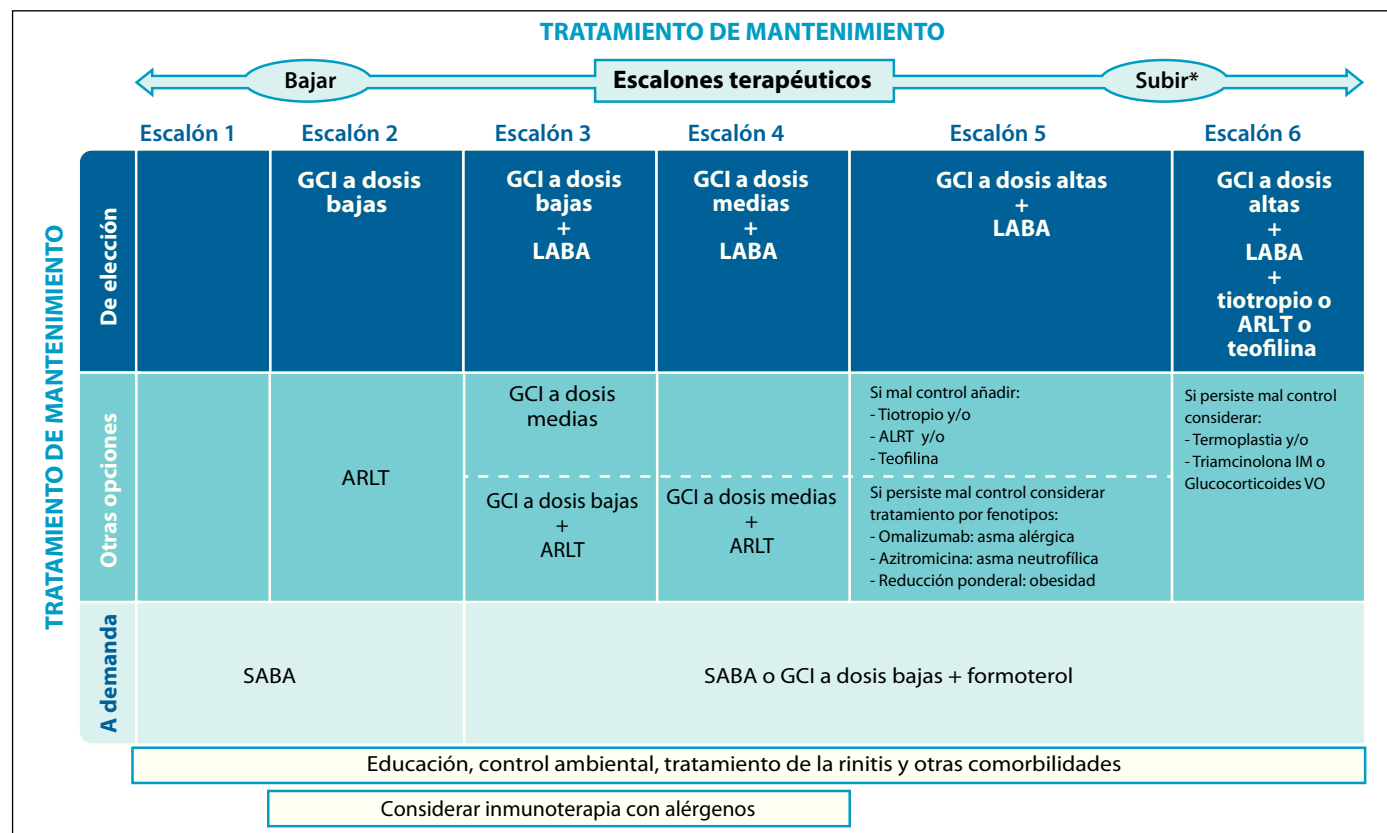 TRATAMIENTO DE MANTENIMIENTO
Bajar
Escalones terapéuticos
Subir*
Escalón 1
Escalón 2
Escalón 3
Escalón 4
Escalón 5
Escalón 6
TRATAMIENTO DE MANTENIMIENTO
De elección
GCI a dosis
bajas
GCI a dosis
bajas
+
LABA
GCI a dosis
medias
+
LABA
GCI a dosis altas
+
LABA
GCI a dosis
altas
+
LABA
+
tiotropio o
ARLT o
teofilina
Otras opciones
ARLT
GCI a dosis
medias
GCI a dosis bajas
+
ARLT
GCI a dosis medias
+
ARLT
Si mal control añadir:
- Tiotropio y/o
- ALRT y/o
- Teofilina
Si persiste mal control considerar
tratamiento por fenotipos:
- Omalizumab: asma alérgica
- Azitromicina: asma neutrofílica
- Reducción ponderal: obesidad
Si persiste mal control
considerar:
- Termoplastia y/o
- Triamcinolona IM o
Glucocorticoides VO
A demanda
SABA
SABA o GCI a dosis bajas + formoterol
Educación, control ambiental, tratamiento de la rinitis y otras comorbilidades
Considerar inmunoterapia con alérgenos